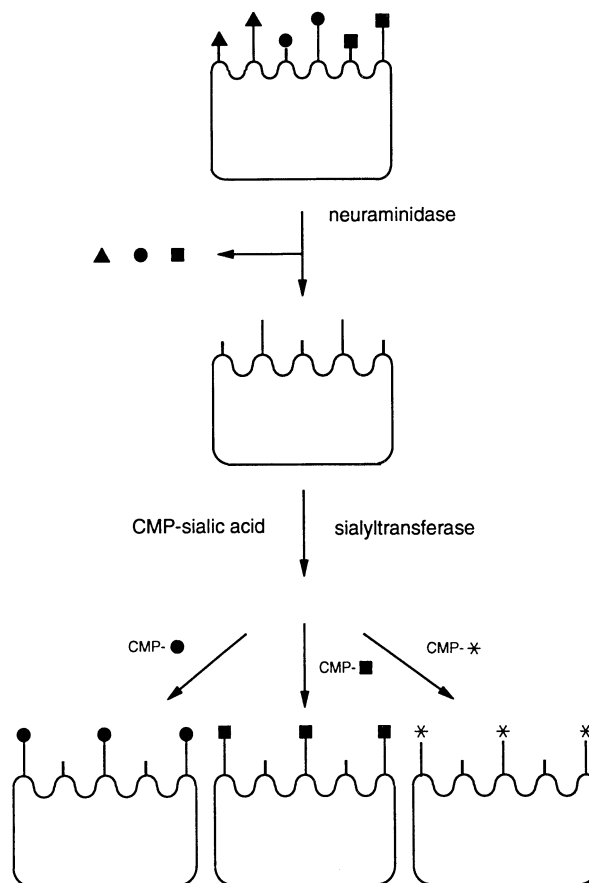 neuraminidase
CMP-sialic acid
sialyltransferase
CMP-
CMP-
CMP-